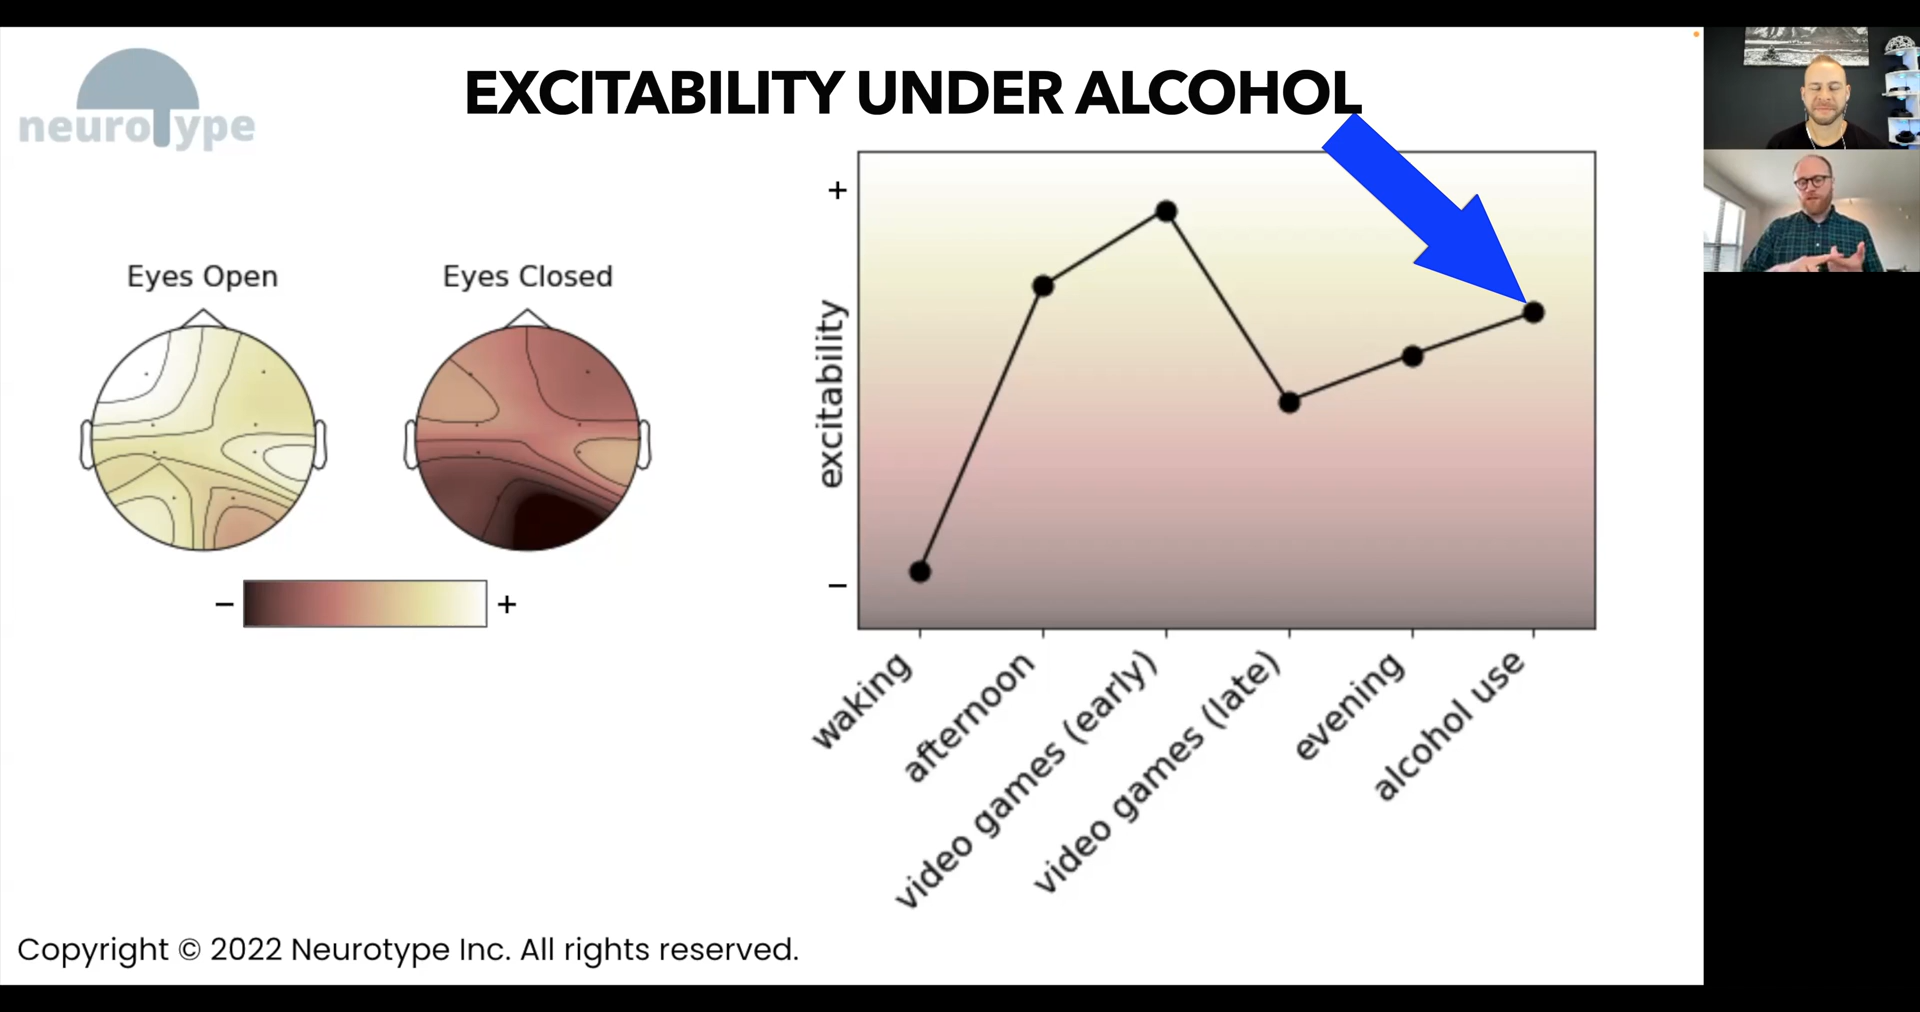 neuroType
EXCITABILITY UNDER ALCOHOL
Eyes Open
Eyes Closed
−
+
+
−
excitability
waking
afternoon
video games (early)
video games (late)
evening
alcohol use
Copyright © 2022 Neurotype Inc. All rights reserved.